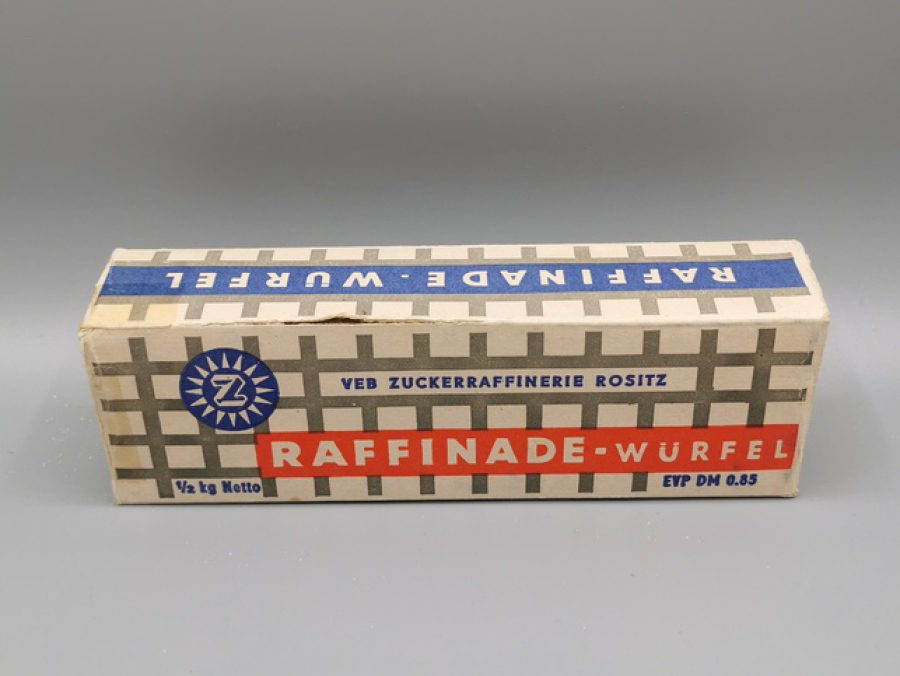 RAFFINADE - WÜRFEL
Z
VEB ZUCKERRAFFINERIE ROSITZ
RAFFINADE - WÜRFEL
½ kg Netto
EVP DM 0.85